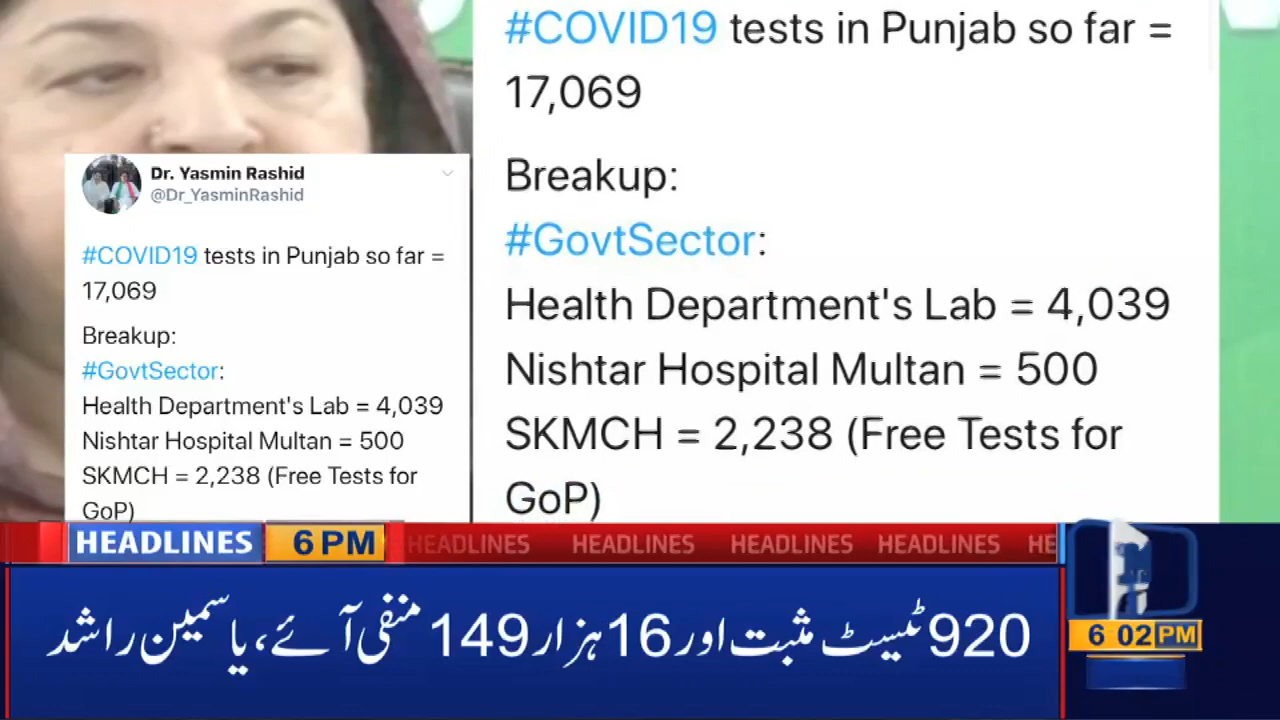 #COVID19 tests in Punjab so far =
17,069
Breakup:
#GovtSector:
Health Department's Lab = 4,039
Nishtar Hospital Multan = 500
SKMCH = 2,238 (Free Tests for
GoP)
Dr. Yasmin Rashid
@Dr_YasminRashid
#COVID19 tests in Punjab so far =
17,069
Breakup:
#GovtSector:
Health Department's Lab = 4,039
Nishtar Hospital Multan = 500
SKMCH = 2,238 (Free Tests for
GoP)
HEADLINES 6 PM HEADLINES HEADLINES HEADLINES HEADLINES HE
920 ٹیسٹ مثبت اور 16 ہزار 149 منفی آئے، یاسمین راشد
6 02 PM